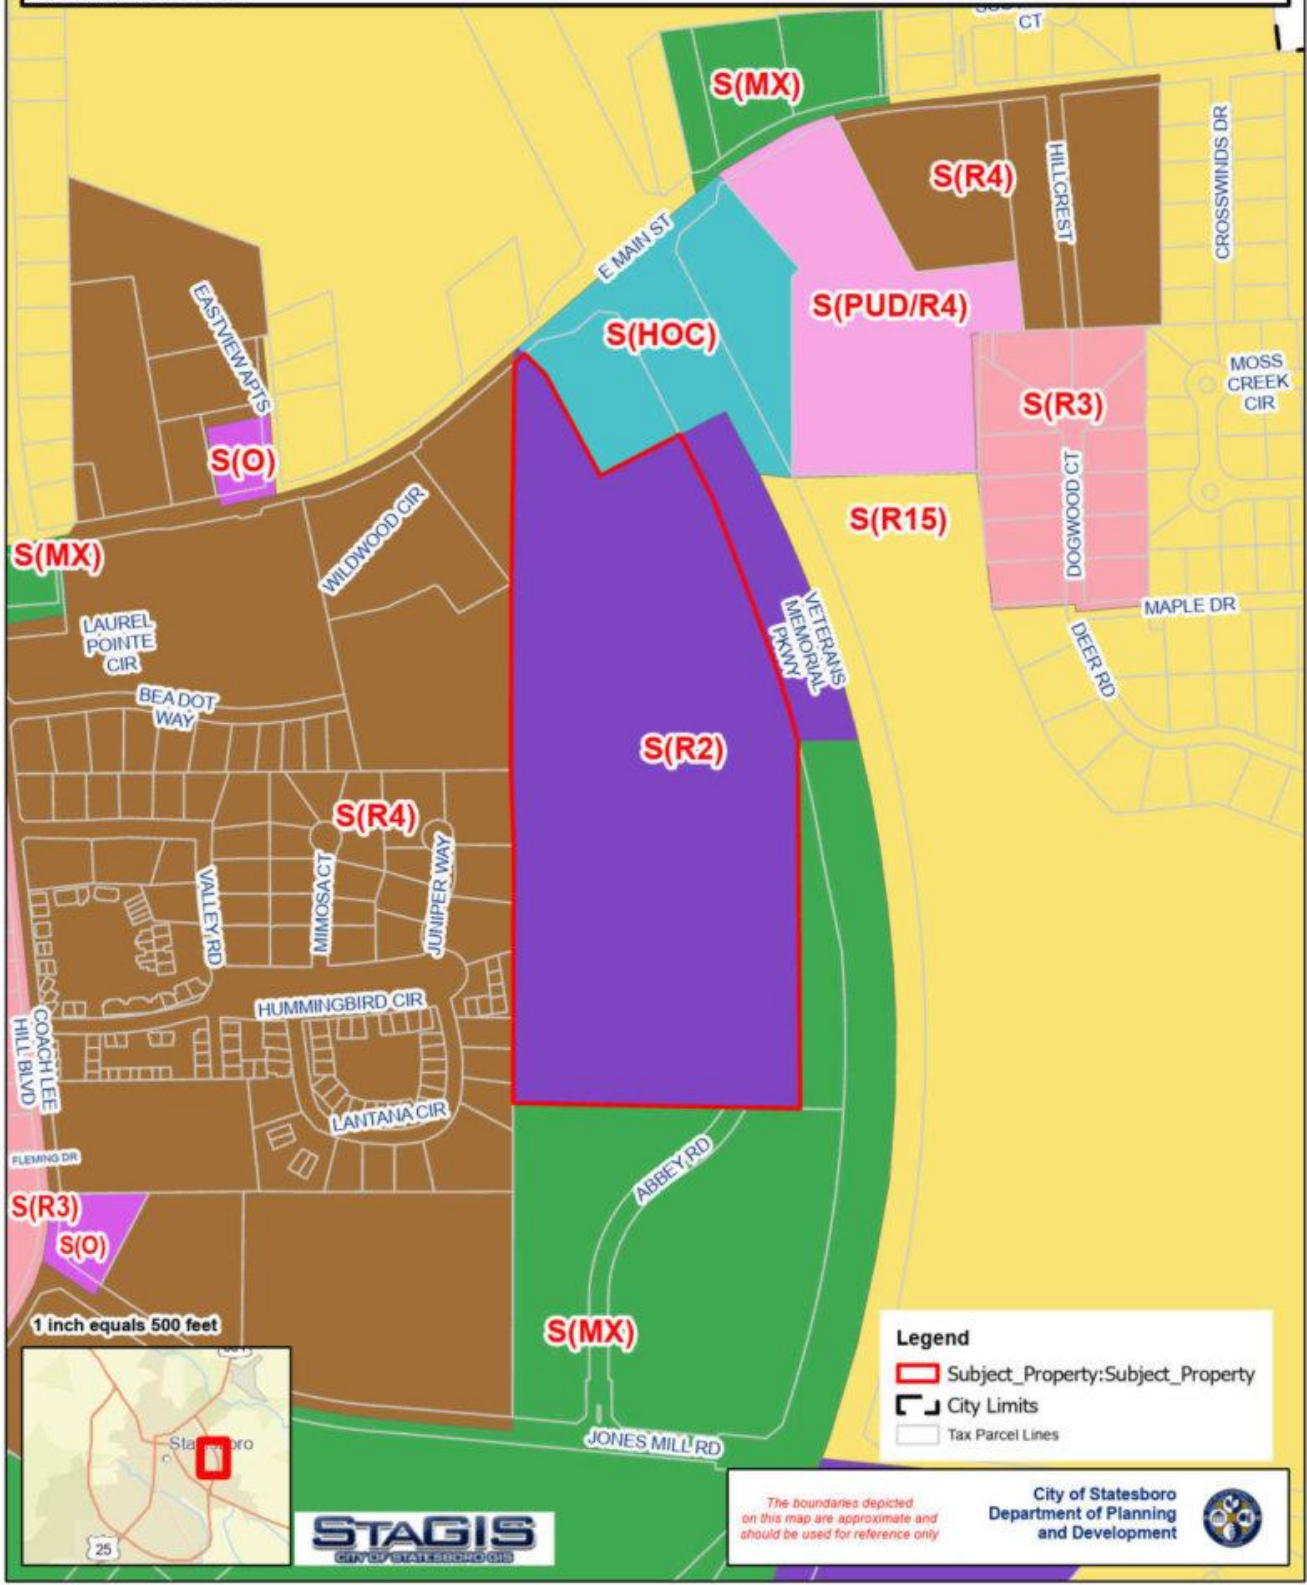 CT
S(MX)
S(R4)
HILLCREST
CROSSWINDS DR
E MAIN ST
EASTVIEW APTS
S(PUD/R4)
S(HOC)
MOSS
CREEK
CIR
S(R3)
S(O)
DOGWOOD CT
WILDWOOD CIR
S(R15)
S(MX)
MAPLE DR
LAUREL
POINTE
CIR
VETERANS
MEMORIAL
PKWY
DEER RD
BEA DOT
WAY
S(R2)
S(R4)
VALLEY RD
MIMOSA CT
JUNIPER WAY
HUMMINGBIRD CIR
COACH LEE
HILL BLVD
LANTANA CIR
FLEMING DR
ABBEY RD
S(R3)
S(O)
1 inch equals 500 feet
S(MX)
Statesboro
25
JONES MILL RD
Legend
Subject_Property:Subject_Property
City Limits
Tax Parcel Lines
STAGIS
CITY OF STATESBORO GIS
The boundaries depicted
on this map are approximate and
should be used for reference only
City of Statesboro
Department of Planning
and Development